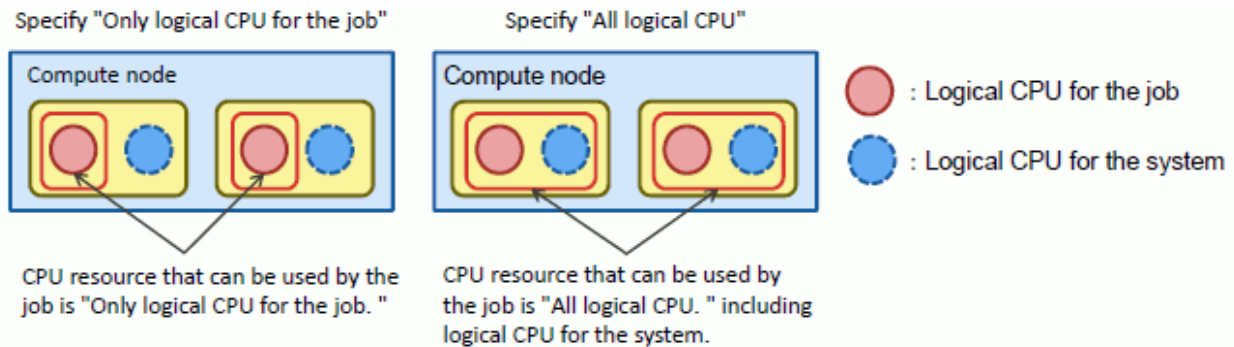 Specify "Only logical CPU for the job"
Specify "All logical CPU"
Compute node
Compute node
: Logical CPU for the job
: Logical CPU for the system
CPU resource that can be used by the
job is "Only logical CPU for the job. "
CPU resource that can be used by
the job is "All logical CPU. " including
logical CPU for the system.